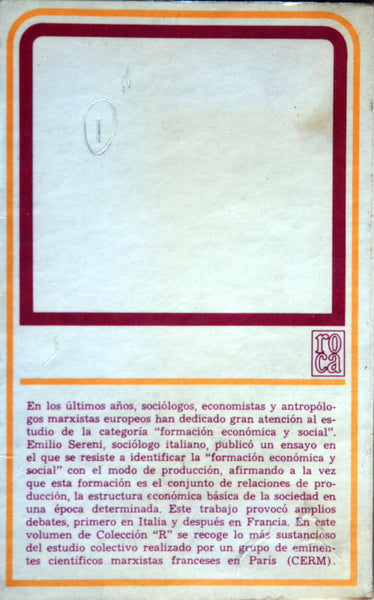 1
ro
ca
En los últimos años, sociólogos, economistas y antropólo-
gos marxistas europeos han dedicado gran atención al es-
tudio de la categoría "formación económica y social".
Emilio Sereni, sociólogo italiano, publicó un ensayo en
el que se resiste a identificar la "formación económica y
social" con el modo de producción, afirmando a la vez
que esta formación es el conjunto de relaciones de pro-
ducción, la estructura económica básica de la sociedad en
una época determinada. Este trabajo provocó amplios
debates, primero en Italia y después en Francia. En este
volumen de Colección "R" se recoge lo más sustancioso
del estudio colectivo realizado por un grupo de eminen-
tes científicos marxistas franceses en París (CERM).